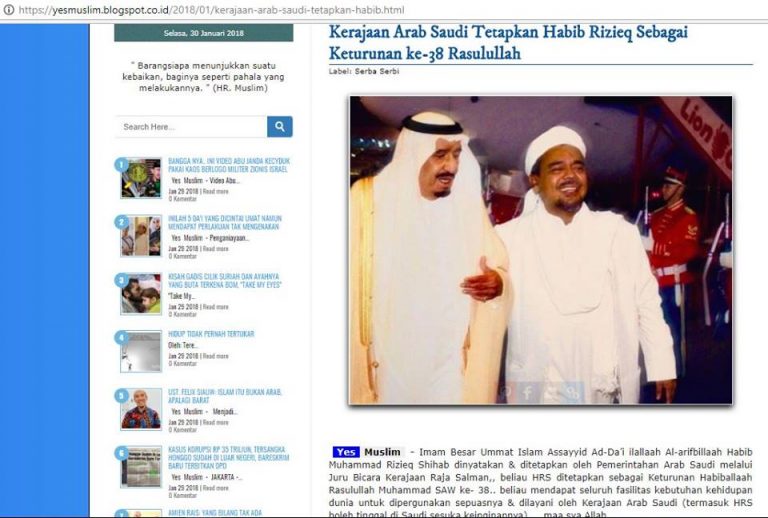 https://yesmuslim.blogspot.co.id/2018/01/kerajaan-arab-saudi-tetapkan-habib.html
Selasa, 30 Januari 2018
" Barangsiapa menunjukkan suatu
kebaikan, baginya seperti pahala yang
melakukannya. " (HR. Muslim)
Search Here...
1
BANGGA NYA.. INI VIDEO ABU JANDA KECYDUK
PAKAI KAOS BERLOGO MILITER ZIONIS ISRAEL
Yes Muslim - Video Abu...
Jan 29 2018 | Read more
0 Komentar
2
INILAH 5 DA'I YANG DICINTAI UMAT NAMUN
MENDAPAT PERLAKUAN TAK MENGENAKAN
Yes Muslim - Penganiayaan...
Jan 29 2018 | Read more
0 Komentar
3
KISAH GADIS CILIK SURIAH DAN AYAHNYA
YANG BUTA TERKENA BOM, "TAKE MY EYES"
"Take My...
Jan 29 2018 | Read more
0 Komentar
4
HIDUP TIDAK PERNAH TERTUKAR
Oleh: Tere...
Jan 29 2018 | Read more
0 Komentar
5
UST. FELIX SIAUW: ISLAM ITU BUKAN ARAB,
APALAGI BARAT
Yes Muslim - Menjadi...
Jan 29 2018 | Read more
0 Komentar
6
KASUS KORUPSI RP 35 TRILIUN, TERSANGKA
HONGGO SUDAH DI LUAR NEGERI, BARESKRIM
BARU TERBITKAN DPO
Yes Muslim - JAKARTA -...
Jan 29 2018 | Read more
0 Komentar
AMIEN RAIS: YANG BILANG TAK ADA
Kerajaan Arab Saudi Tetapkan Habib Rizieq Sebagai
Keturunan ke-38 Rasulullah
Label: Serba Serbi
Lion
Yes Muslim - Imam Besar Ummat Islam Assayyid Ad-Da'i ilallaah Al-arifbillaah Habib
Muhammad Rizieq Shihab dinyatakan & ditetapkan oleh Pemerintahan Arab Saudi melalui
Juru Bicara Kerajaan Raja Salman,, beliau HRS ditetapkan sebagai Keturunan Habiballaah
Rasulullah Muhammad SAW ke- 38.. beliau mendapat seluruh fasilitas kebutuhan kehidupan
dunia untuk dipergunakan sepuasnya & dilayani oleh Kerajaan Arab Saudi (termasuk HRS
boleh tinggal di Saudi sesuka keinginannya) ... maa sya Allah